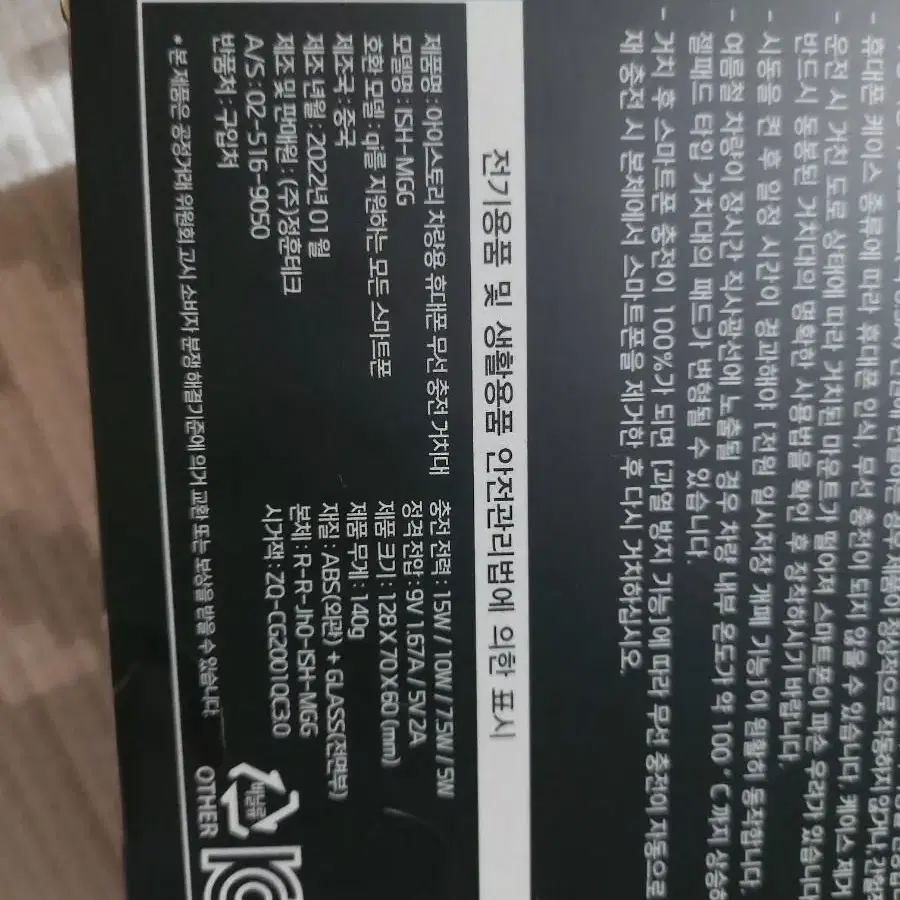 - 휴대폰 케이스 종류에 따라 휴대폰 인식, 무선 충전이 되지 않을 수 있습니다. 케이스 제거
- 운전 시 거친 도로 상태에 따라 거치된 마운트가 떨어져 스마트폰이 파손 우려가 있습니다
반드시 동봉된 거치대의 명확한 사용법을 확인 후 장착하시기 바랍니다.
- 시동을 켠 후 일정 시간이 경과해야 [전원 일시저장 개폐 기능]이 원활히 동작합니다.
- 여름철 차량이 장시간 직사광선에 노출될 경우 차량 내부 온도가 약 100°C까지 상승하
젤패드 타입 거치대의 패드가 변형될 수 있습니다.
- 거치 후 스마트폰 충전이 100%가 되면 [과열 방지 기능]에 따라 무선 충전이 자동으로
재 충전 시 본체에서 스마트폰을 제거한 후 다시 거치하십시오.
전기용품 및 생활용품 안전관리법에 의한 표시
제품명 : 아이스토리 차량용 휴대폰 무선 충전 거치대
모델명 : ISH-MGG
호환 모델 : qi를 지원하는 모든 스마트폰
제조국 : 중국
제조 년월 : 2022년 01월
제조 및 판매원 : (주)정훈테크
A/S : 02-516-9050
반품처 : 구입처
충전 전력 : 15W / 10W / 7.5W / 5W
정격전압 : 9V 1.67A / 5V 2A
제품 크기 : 128 X 70 X 60 (mm)
제품 무게 : 140g
재질 : ABS(외관) + GLASS(전면부)
본체 : R-R-Jh0-ISH-MGG
시거잭 : ZQ-CG2001QC30
* 본 제품은 공정거래 위원회 고시 소비자 분쟁 해결기준에 의거 교환 또는 보상을 받을 수 있습니다.
OTHER